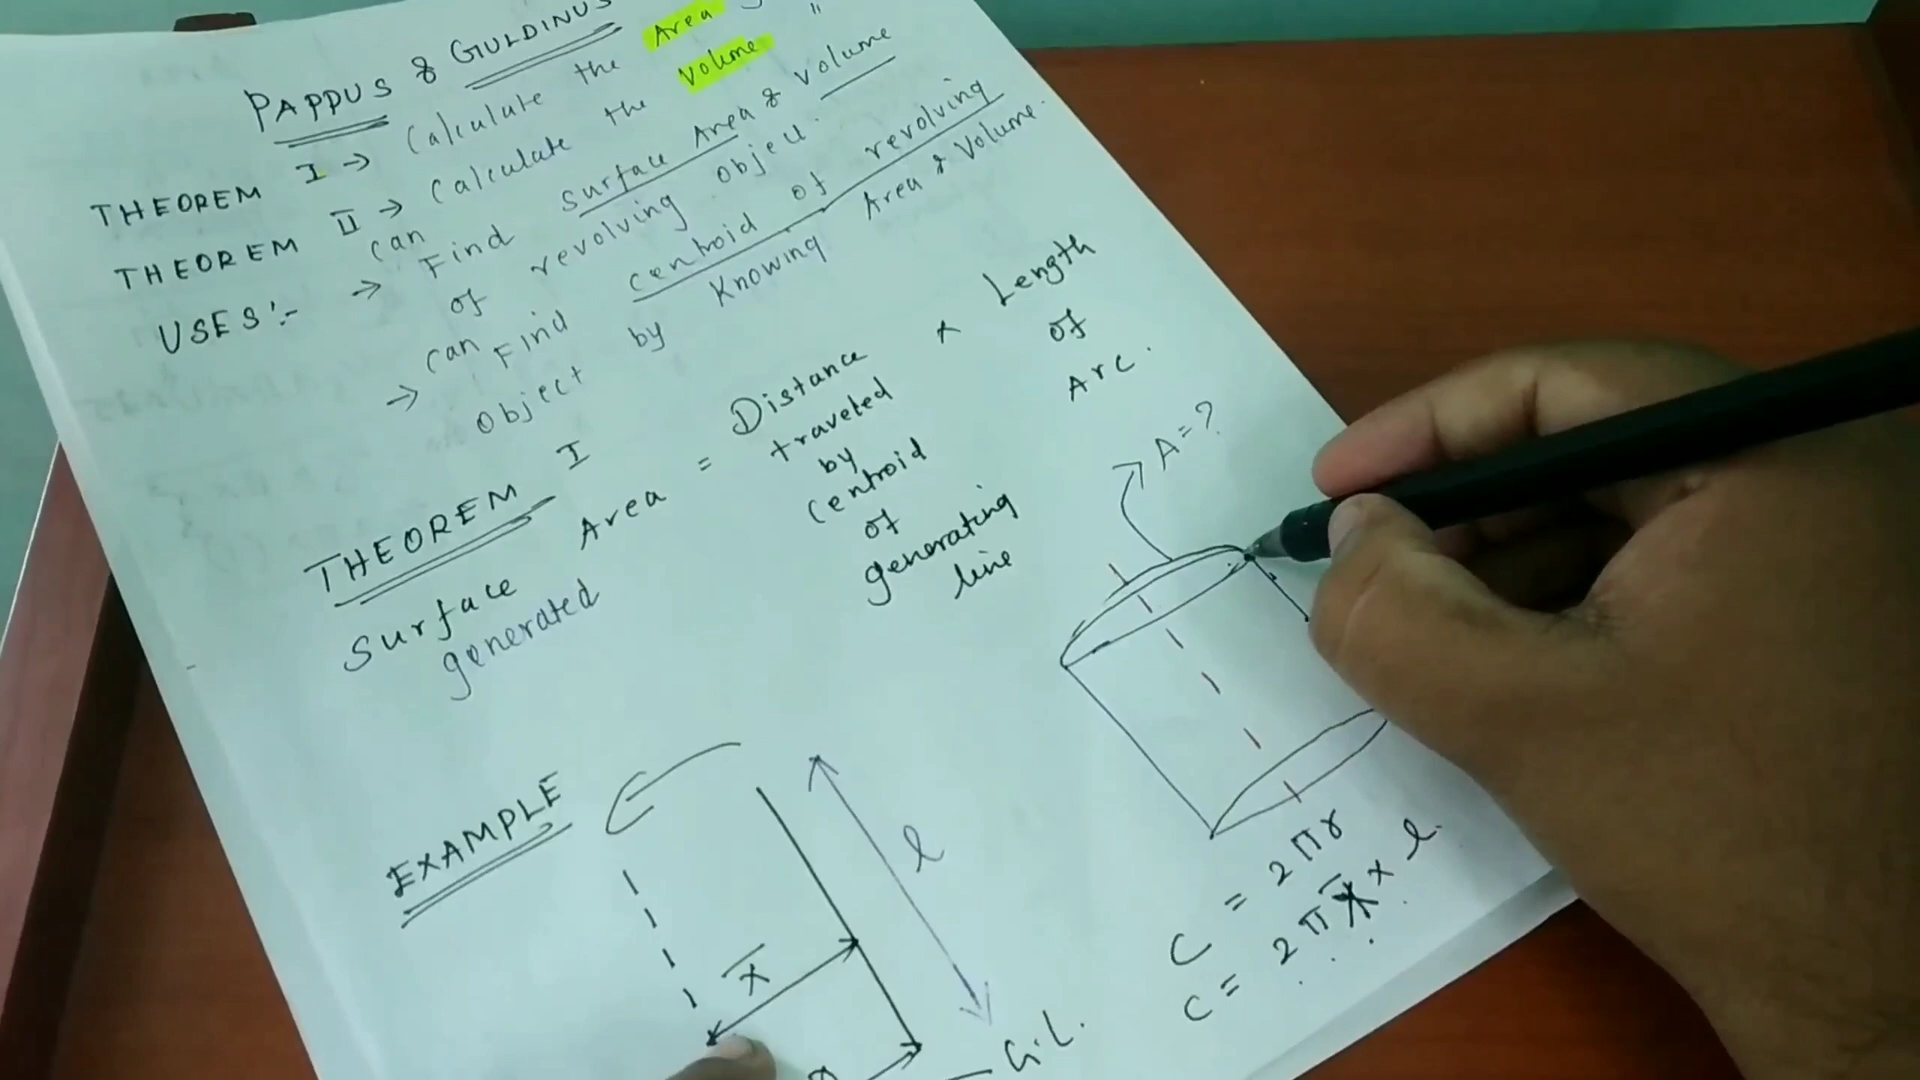 PAPPUS & GULDINUS
THEOREM I → Calculate the Area
THEOREM II → Calculate the Volume "
USES:- → can Find Surface Area & Volume
of revolving object.
→ can Find centroid of revolving
object by Knowing Area & Volume.
THEOREM I
Surface Area = Distance × Length
generated traveled of
by Arc.
centroid
of
generating
line
A=?
EXAMPLE
l
x̄
G.L.
C = 2πr
C = 2πx̄ × l.